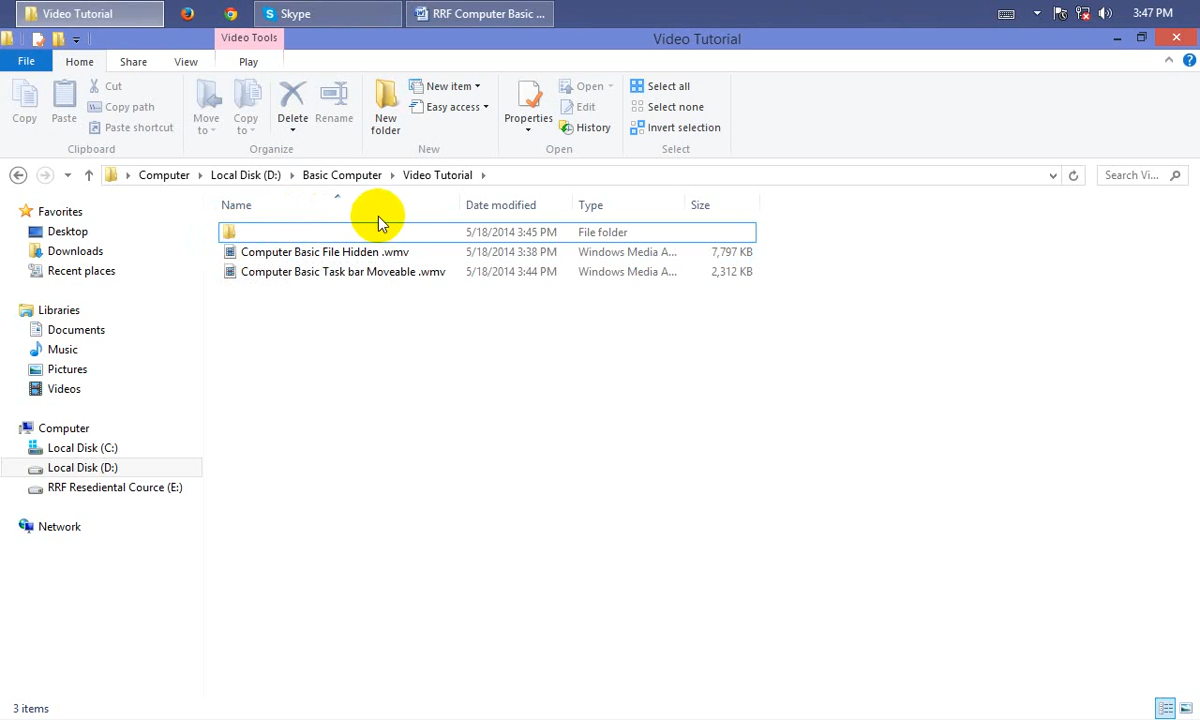 Video Tutorial
Skype
RRF Computer Basic ...
3:47 PM
Video Tools
Video Tutorial
File
Home
Share
View
Play
Copy
Paste
Cut
Copy path
Paste shortcut
Clipboard
Move to
Copy to
Delete
Rename
Organize
New folder
New item
Easy access
New
Properties
Open
Edit
History
Open
Select all
Select none
Invert selection
Select
Computer
Local Disk (D:)
Basic Computer
Video Tutorial
Search Vi...
Name
Date modified
Type
Size
5/18/2014 3:45 PM File folder
Computer Basic File Hidden .wmv 5/18/2014 3:38 PM Windows Media A... 7,797 KB
Computer Basic Task bar Moveable .wmv 5/18/2014 3:44 PM Windows Media A... 2,312 KB
Favorites
Desktop
Downloads
Recent places
Libraries
Documents
Music
Pictures
Videos
Computer
Local Disk (C:)
Local Disk (D:)
RRF Resediental Cource (E:)
Network
3 items